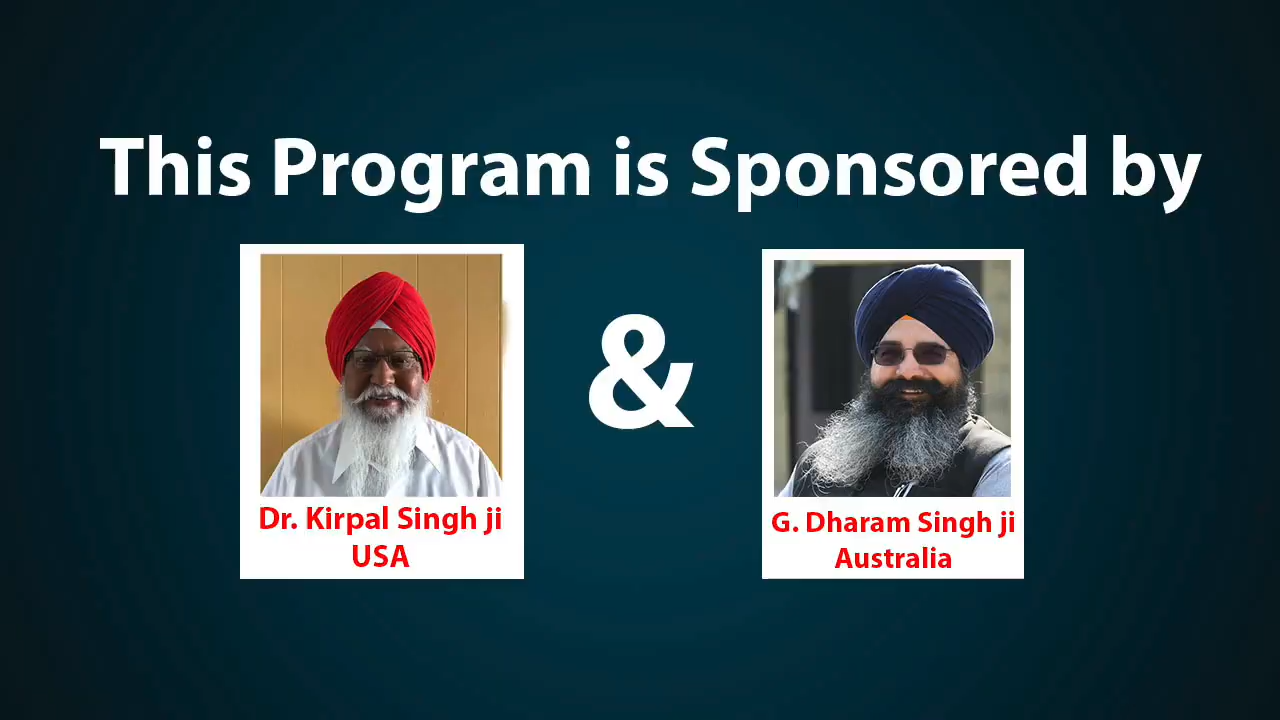 This Program is Sponsored by
Dr. Kirpal Singh ji
USA
&
G. Dharam Singh ji
Australia